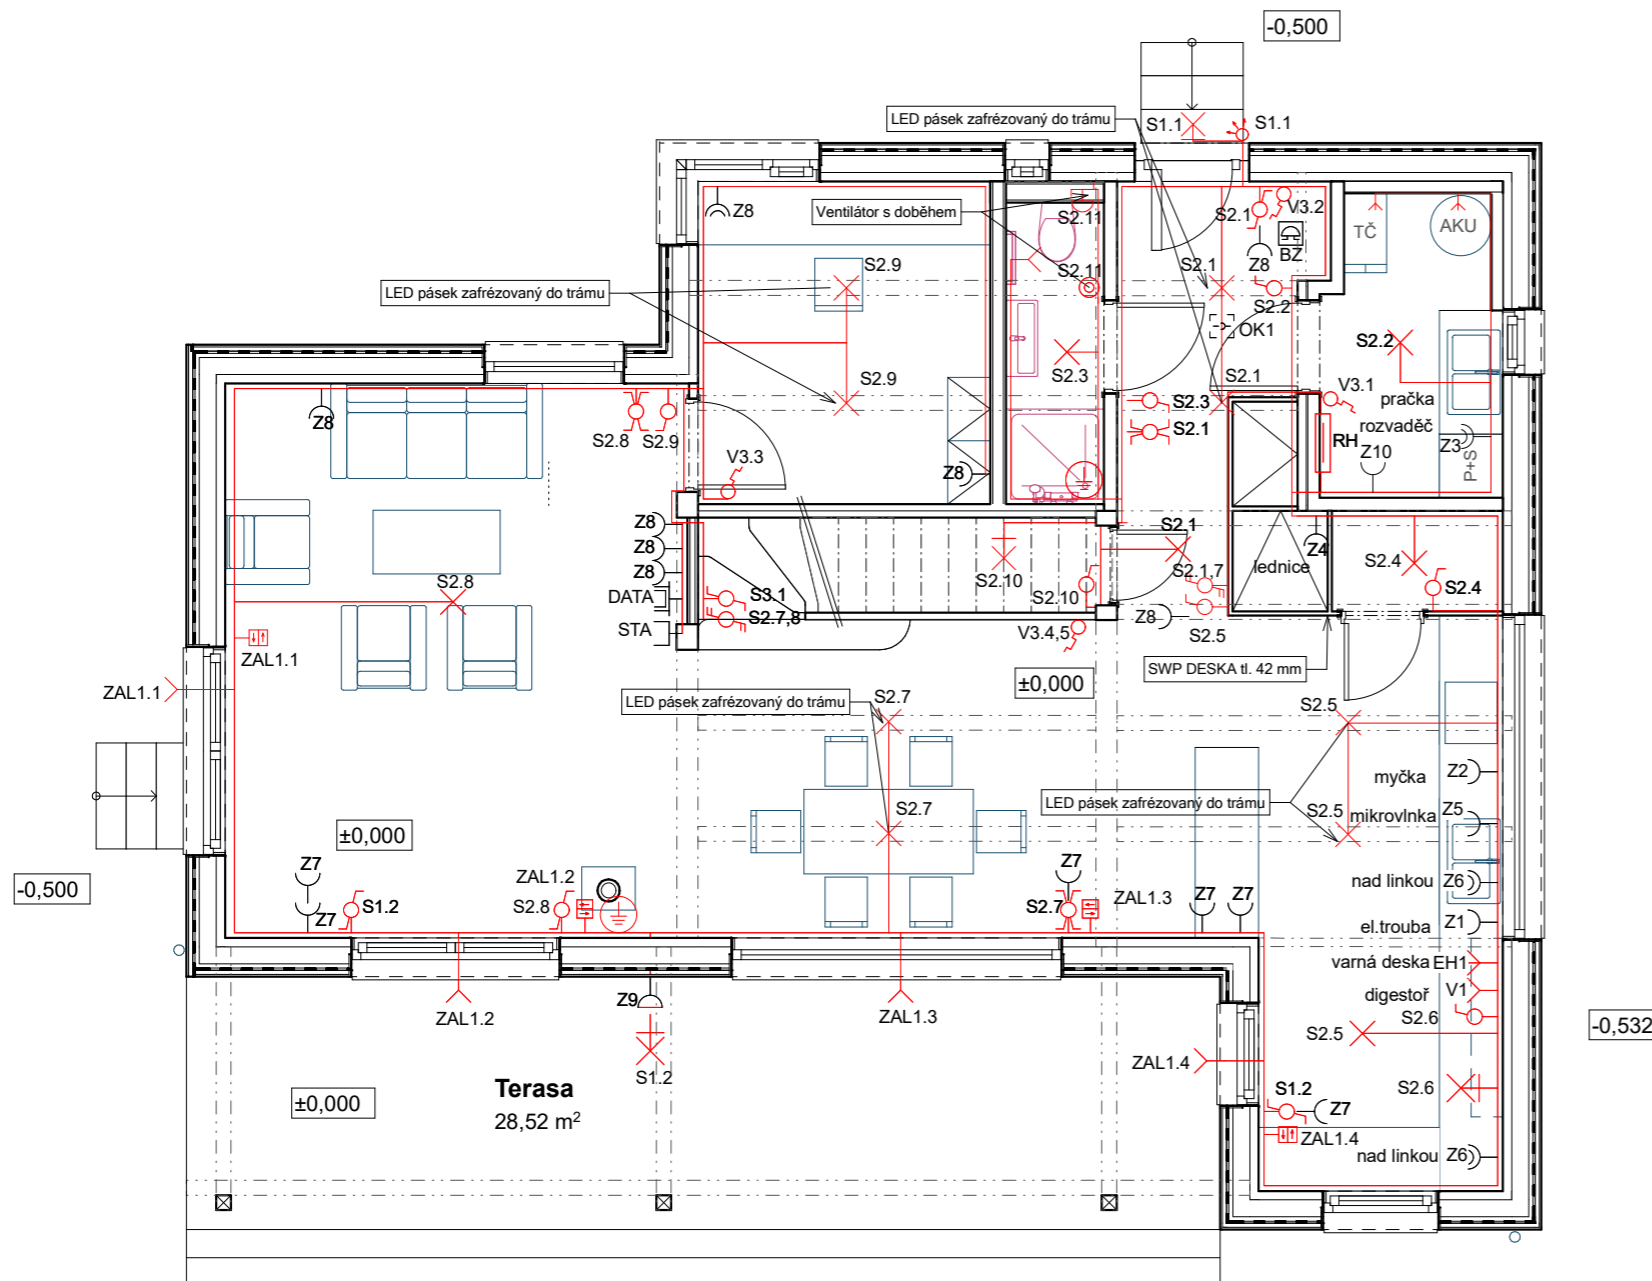 -0,500
LED pásek zafrézovaný do trámu
S1.1
S1.1
Z8
Ventilátor s doběhem
S2.11
S2.1
V3.2
BZ
TČ
AKU
S2.9
S2.11
S2.1
Z8
LED pásek zafrézovaný do trámu
S2.2
OK1
S2.2
S2.3
S2.9
S2.1
V3.1
pračka
Z8
S2.8
S2.9
S2.3
S2.1
rozvaděč
RH
Z10
Z3
P+S
V3.3
Z8
Z8
Z8
Z8
S2.1
Z4
S2.8
S2.10
S2.1,7
lednice
S2.4
S2.4
DATA
S3.1
S2.10
STA
S2.7,8
V3.4,5
Z8
S2.5
ZAL1.1
ZAL1.1
±0,000
SWP DESKA tl. 42 mm
LED pásek zafrézovaný do trámu
S2.7
S2.5
myčka
Z2
LED pásek zafrézovaný do trámu
S2.7
S2.5
mikrovlnka
Z5
±0,000
-0,500
Z7
Z7
S1.2
ZAL1.2
S2.8
Z7
S2.7
ZAL1.3
Z7
Z7
nad linkou
Z6
el.trouba
Z1
varná deska
EH1
digestoř
V1
Z9
ZAL1.2
ZAL1.3
S2.6
S2.5
-0,532
S1.2
ZAL1.4
Terasa
28,52 m²
±0,000
S2.6
S1.2
Z7
ZAL1.4
nad linkou
Z6